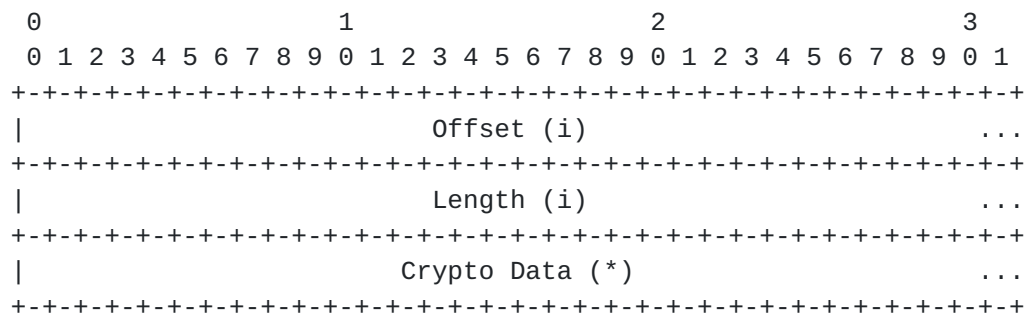 0                   1                   2                   3
 0 1 2 3 4 5 6 7 8 9 0 1 2 3 4 5 6 7 8 9 0 1 2 3 4 5 6 7 8 9 0 1
+-+-+-+-+-+-+-+-+-+-+-+-+-+-+-+-+-+-+-+-+-+-+-+-+-+-+-+-+-+-+-+-+
|                          Offset (i)                         ...
+-+-+-+-+-+-+-+-+-+-+-+-+-+-+-+-+-+-+-+-+-+-+-+-+-+-+-+-+-+-+-+-+
|                          Length (i)                         ...
+-+-+-+-+-+-+-+-+-+-+-+-+-+-+-+-+-+-+-+-+-+-+-+-+-+-+-+-+-+-+-+-+
|                        Crypto Data (*)                      ...
+-+-+-+-+-+-+-+-+-+-+-+-+-+-+-+-+-+-+-+-+-+-+-+-+-+-+-+-+-+-+-+-+